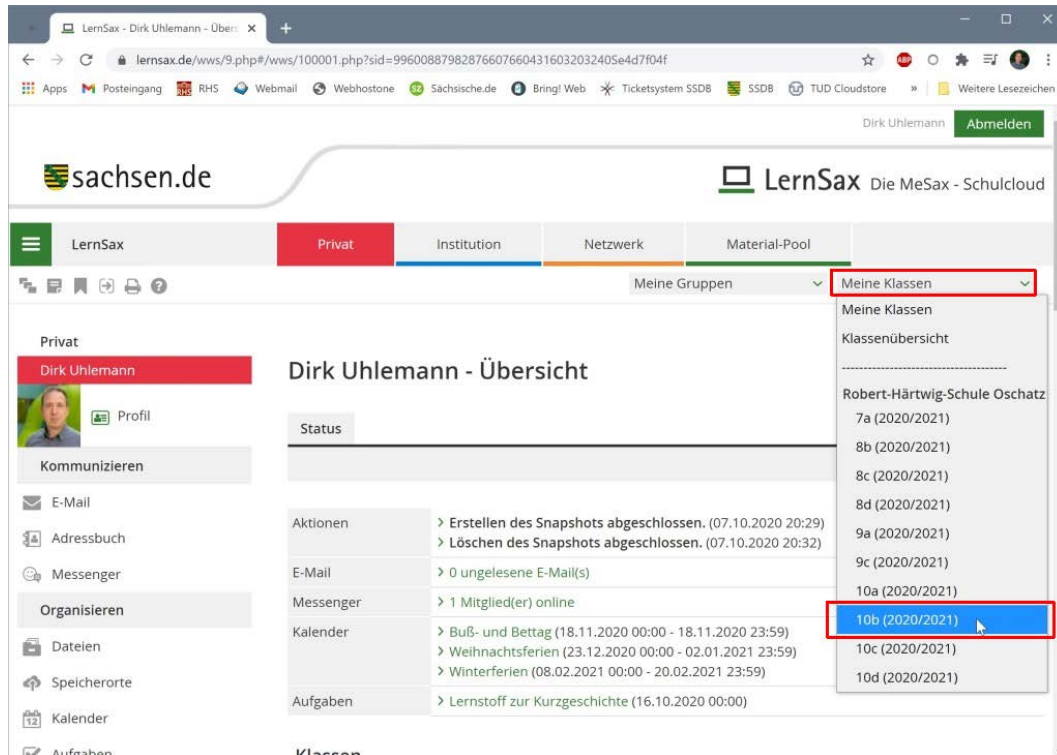 LernSax - Dirk Uhlemann - Übers
lernsax.de/wws/9.php#/wws/100001.php?sid=99600887982876607660431603203240Se4d7f04f
ABP
Apps Posteingang RHS Webmail Webhostone Sächsische.de Bring! Web Ticketsystem SSDB SSDB TUD Cloudstore » Weitere Lesezeichen
Dirk Uhlemann Abmelden
sachsen.de
LernSax Die MeSax - Schulcloud
LernSax Privat Institution Netzwerk Material-Pool
Meine Gruppen Meine Klassen
Meine Klassen
Klassenübersicht
Robert-Härtwig-Schule Oschatz
7a (2020/2021)
8b (2020/2021)
8c (2020/2021)
8d (2020/2021)
9a (2020/2021)
9c (2020/2021)
10a (2020/2021)
10b (2020/2021)
10c (2020/2021)
10d (2020/2021)
Privat
Dirk Uhlemann
Profil
Kommunizieren
E-Mail
Adressbuch
Messenger
Organisieren
Dateien
Speicherorte
Kalender
Aufgaben
Dirk Uhlemann - Übersicht
Status
Aktionen
Erstellen des Snapshots abgeschlossen. (07.10.2020 20:29)
Löschen des Snapshots abgeschlossen. (07.10.2020 20:32)
E-Mail
0 ungelesene E-Mail(s)
Messenger
1 Mitglied(er) online
Kalender
Buß- und Bettag (18.11.2020 00:00 - 18.11.2020 23:59)
Weihnachtsferien (23.12.2020 00:00 - 02.01.2021 23:59)
Winterferien (08.02.2021 00:00 - 20.02.2021 23:59)
Aufgaben
Lernstoff zur Kurzgeschichte (16.10.2020 00:00)
Klassen